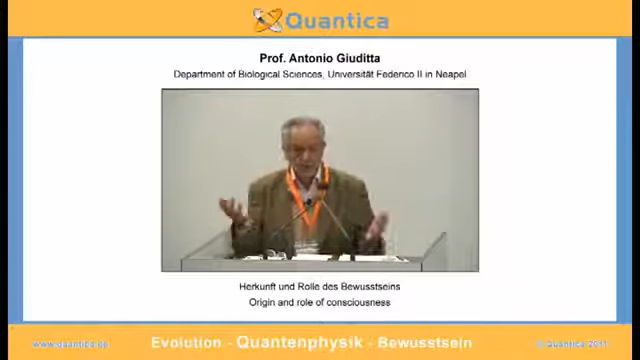 Quantica
Prof. Antonio Giuditta
Department of Biological Sciences, Universität Federico II in Neapel
Herkunft und Rolle des Bewusstseins
Origin and role of consciousness
www.quantica.de
Evolution - Quantenphysik - Bewusstsein
© Quantica 2011